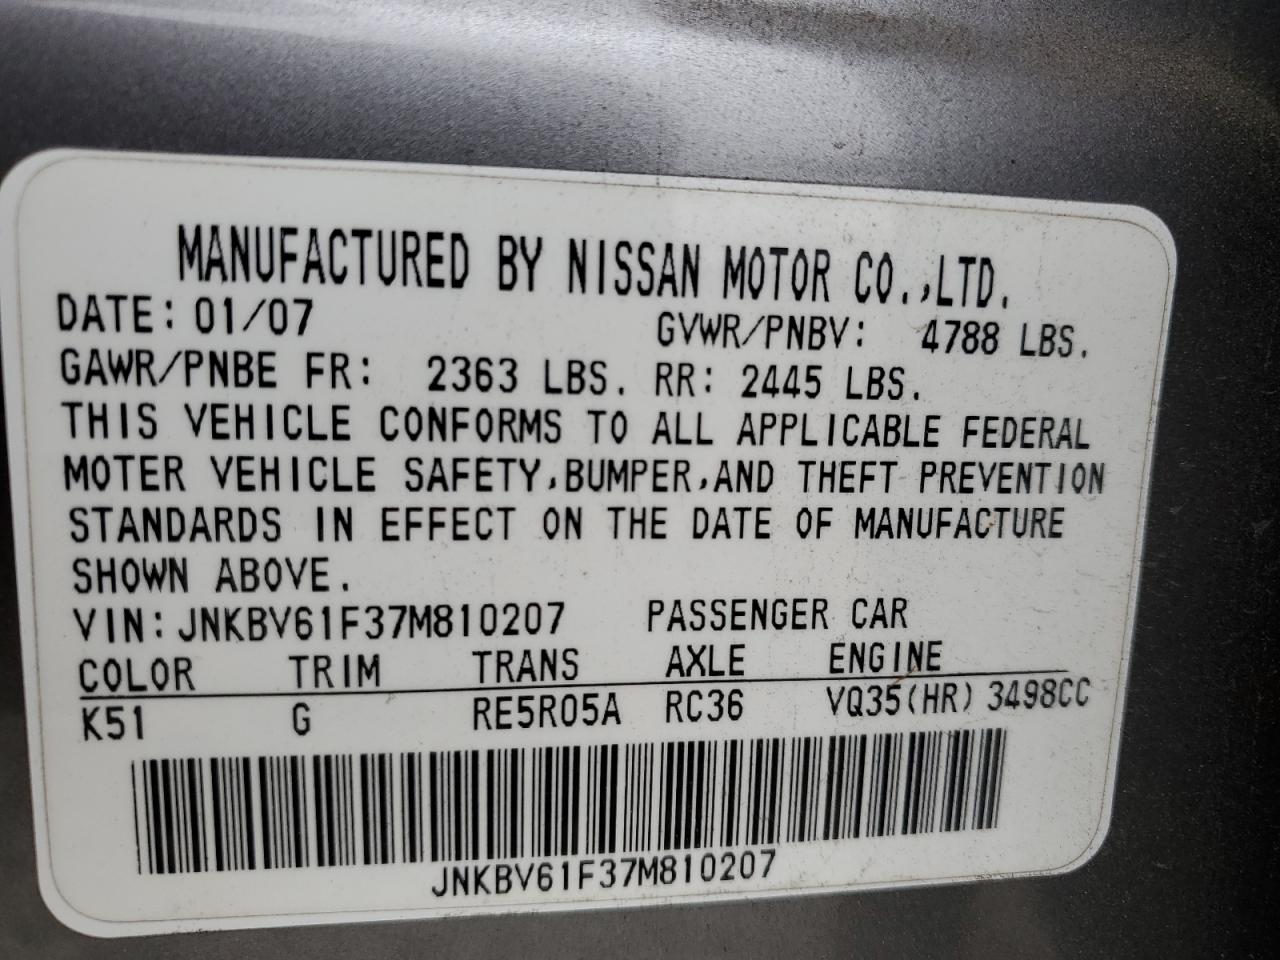 MANUFACTURED BY NISSAN MOTOR CO.,LTD.
DATE: 01/07 GVWR/PNBV: 4788 LBS.
GAWR/PNBE FR: 2363 LBS. RR: 2445 LBS.
THIS VEHICLE CONFORMS TO ALL APPLICABLE FEDERAL
MOTER VEHICLE SAFETY,BUMPER,AND THEFT PREVENTION
STANDARDS IN EFFECT ON THE DATE OF MANUFACTURE
SHOWN ABOVE.
VIN: JNKBV61F37M810207 PASSENGER CAR
COLOR TRIM TRANS AXLE ENGINE
K51 G RE5R05A RC36 VQ35(HR) 3498CC
JNKBV61F37M810207